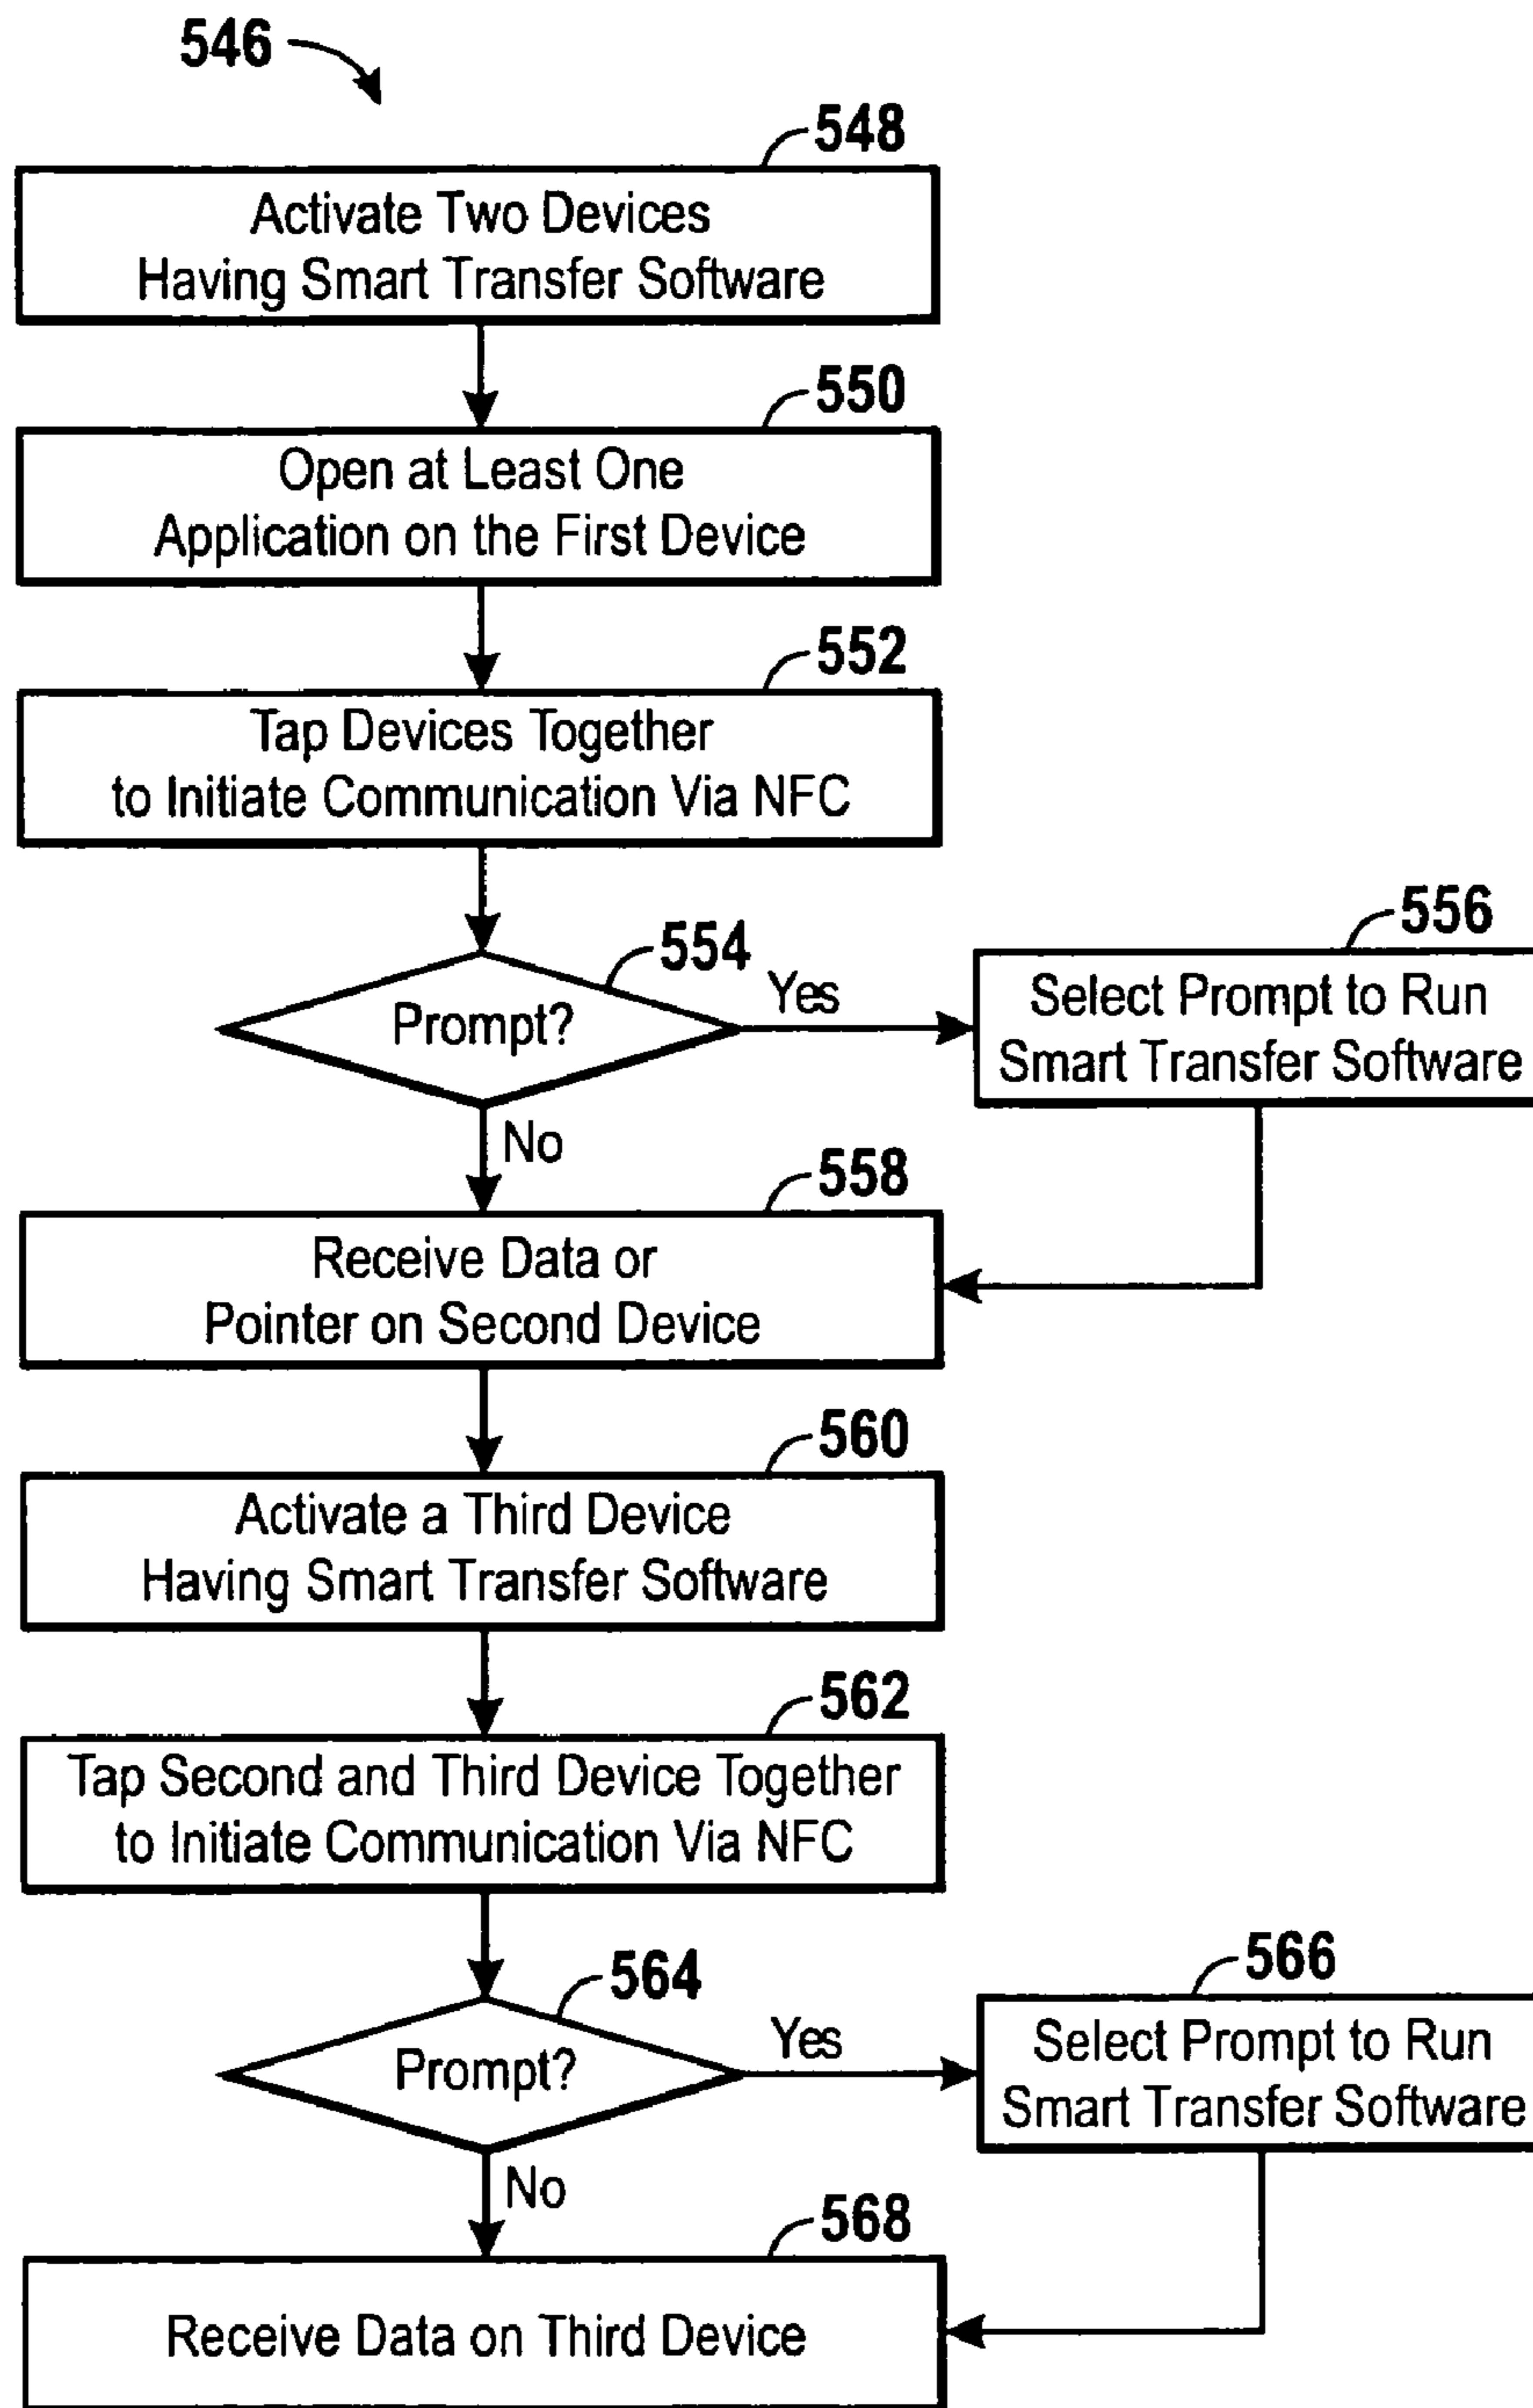 546
548
Activate Two Devices
Having Smart Transfer Software
550
Open at Least One
Application on the First Device
552
Tap Devices Together
to Initiate Communication Via NFC
554
Prompt?
Yes
556
Select Prompt to Run
Smart Transfer Software
No
558
Receive Data or
Pointer on Second Device
560
Activate a Third Device
Having Smart Transfer Software
562
Tap Second and Third Device Together
to Initiate Communication Via NFC
564
Prompt?
Yes
566
Select Prompt to Run
Smart Transfer Software
No
568
Receive Data on Third Device